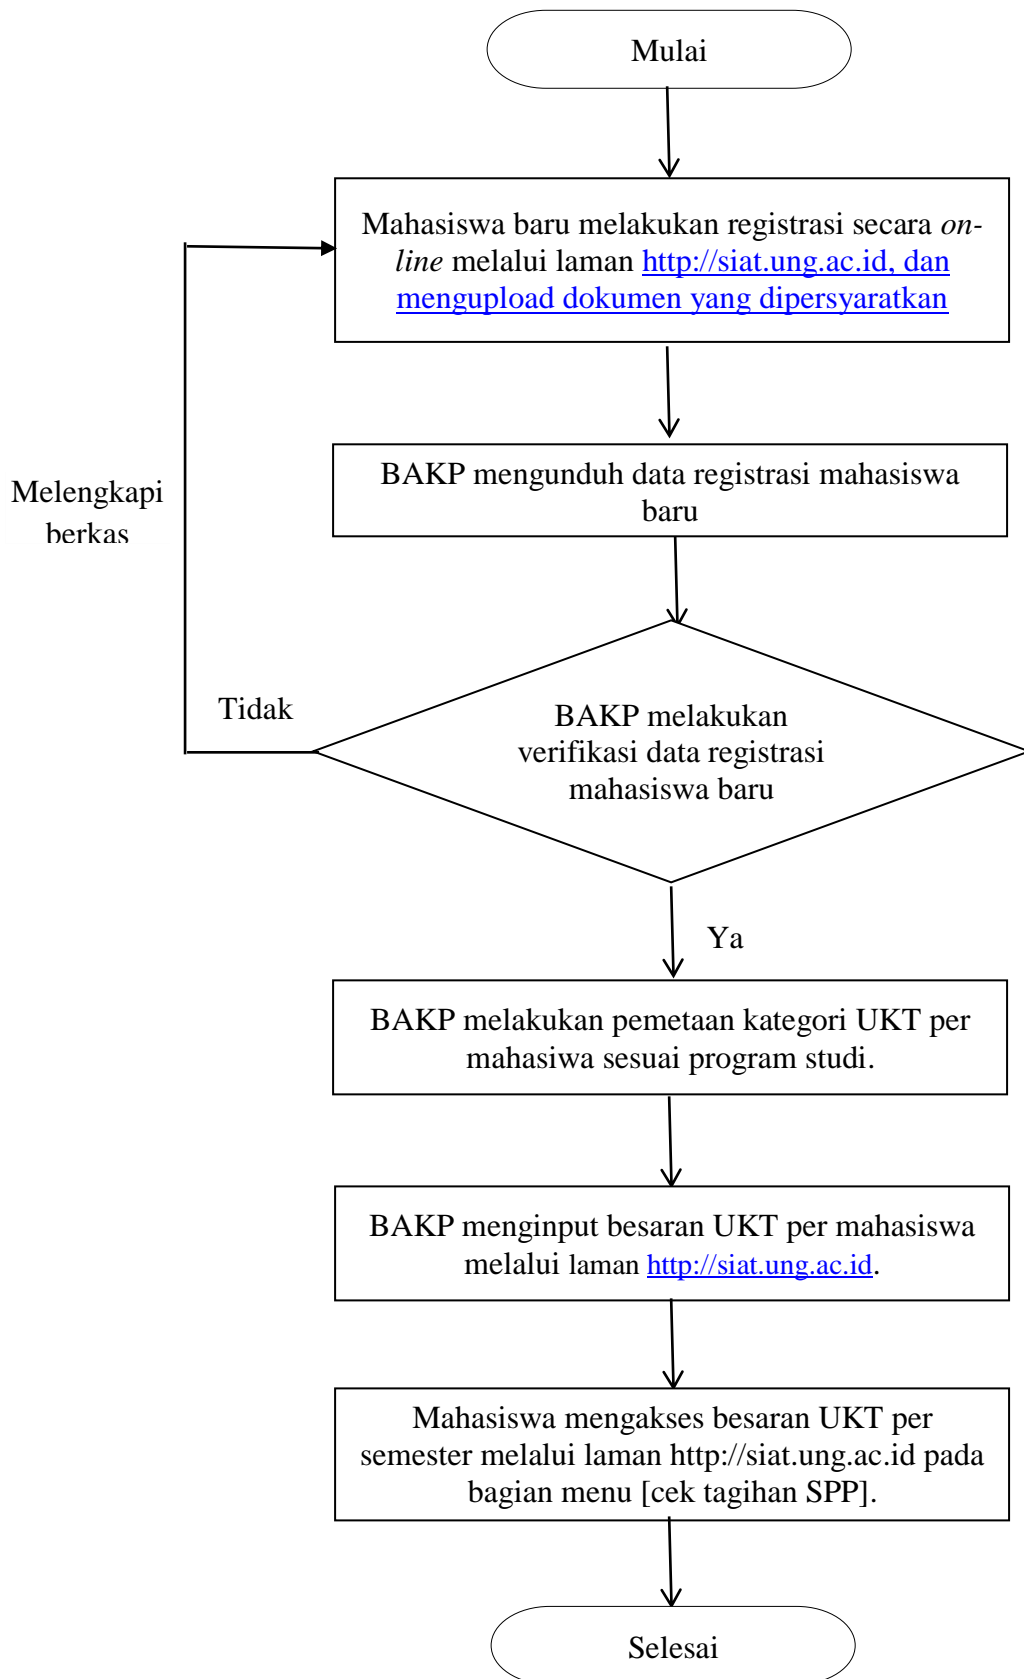 Mulai
Mahasiswa baru melakukan registrasi secara on-
line melalui laman http://siat.ung.ac.id, dan
mengupload dokumen yang dipersyaratkan
BAKP mengunduh data registrasi mahasiswa
baru
Melengkapi
berkas
Tidak
BAKP melakukan
verifikasi data registrasi
mahasiswa baru
Ya
BAKP melakukan pemetaan kategori UKT per
mahasiwa sesuai program studi.
BAKP menginput besaran UKT per mahasiswa
melalui laman http://siat.ung.ac.id.
Mahasiswa mengakses besaran UKT per
semester melalui laman http://siat.ung.ac.id pada
bagian menu [cek tagihan SPP].
Selesai